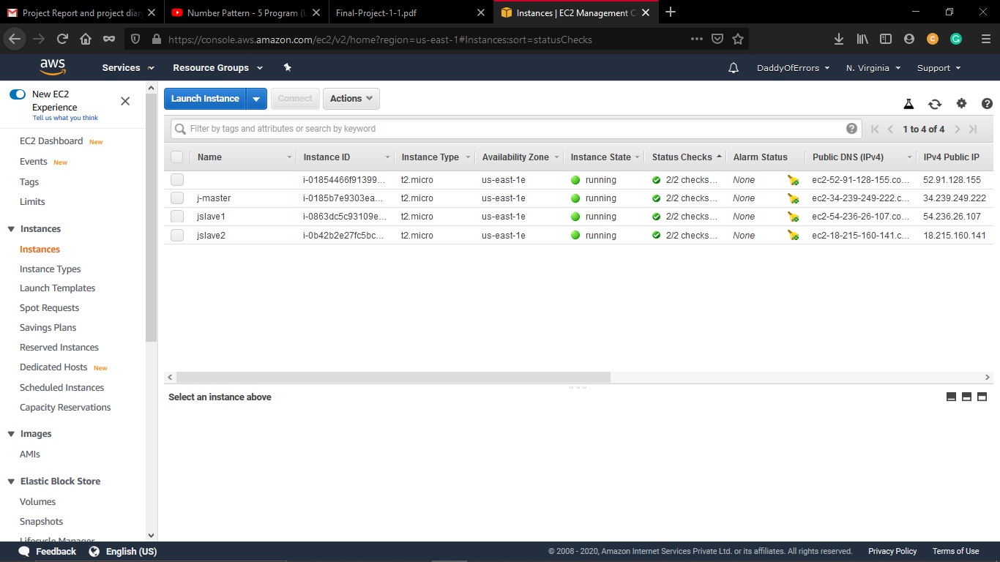 Project Report and project diar
Number Pattern - 5 Program (
Final-Project-1-1.pdf
Instances | EC2 Management C
https://console.aws.amazon.com/ec2/v2/home?region=us-east-1#Instances:sort=statusChecks
aws
Services
Resource Groups
DaddyOfErrors
N. Virginia
Support
New EC2
Experience
Tell us what you think
EC2 Dashboard New
Events New
Tags
Limits
Instances
Instances
Instance Types
Launch Templates
Spot Requests
Savings Plans
Reserved Instances
Dedicated Hosts New
Scheduled Instances
Capacity Reservations
Images
AMIs
Elastic Block Store
Volumes
Snapshots
Lifecycle Manager
Launch Instance
Connect
Actions
Filter by tags and attributes or search by keyword
1 to 4 of 4
Name Instance ID Instance Type Availability Zone Instance State Status Checks Alarm Status Public DNS (IPv4) IPv4 Public IP
i-01854466f91399... t2.micro us-east-1e running 2/2 checks... None ec2-52-91-128-155.co... 52.91.128.155
j-master i-0185b7e9303ea... t2.micro us-east-1e running 2/2 checks... None ec2-34-239-249-222.c... 34.239.249.222
jslave1 i-0863dc5c93109e... t2.micro us-east-1e running 2/2 checks... None ec2-54-236-26-107.co... 54.236.26.107
jslave2 i-0b42b2e27fc5bc... t2.micro us-east-1e running 2/2 checks... None ec2-18-215-160-141.c... 18.215.160.141
Select an instance above
Feedback
English (US)
© 2008 - 2020, Amazon Internet Services Private Ltd. or its affiliates. All rights reserved.
Privacy Policy
Terms of Use